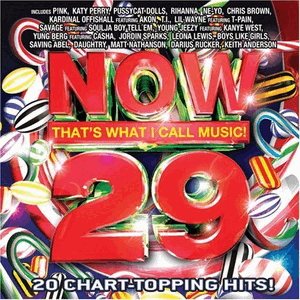 INCLUDES P!NK, KATY PERRY, PUSSYCAT-DOLLS, RIHANNA, NE-YO, CHRIS BROWN,
KARDINAL OFFISHALL FEATURING AKON, T.I., LIL WAYNE FEATURING T-PAIN,
SAVAGE FEATURING SOULJA BOY TELL EM, YOUNG JEEZY FEATURING KANYE WEST,
YUNG BERG FEATURING CASHA, JORDIN SPARKS, LEONA LEWIS, BOYS LIKE GIRLS,
SAVING ABEL, DAUGHTRY, MATT NATHANSON, DARIUS RUCKER, KEITH ANDERSON
NOW
THAT'S WHAT I CALL MUSIC!
29
20 CHART-TOPPING HITS!